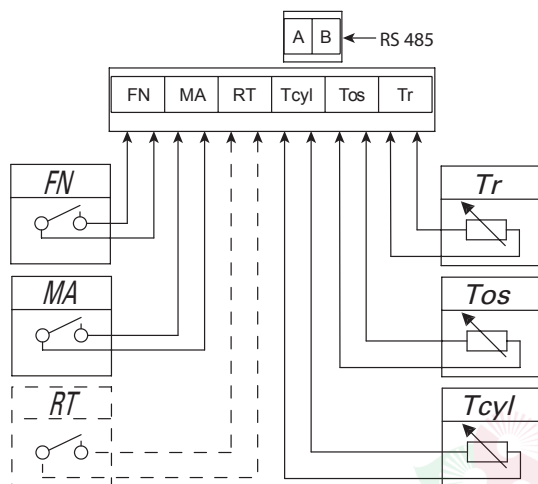 A B RS 485
FN MA RT Tcyl Tos Tr
FN
Tr
MA
Tos
RT
Tcyl